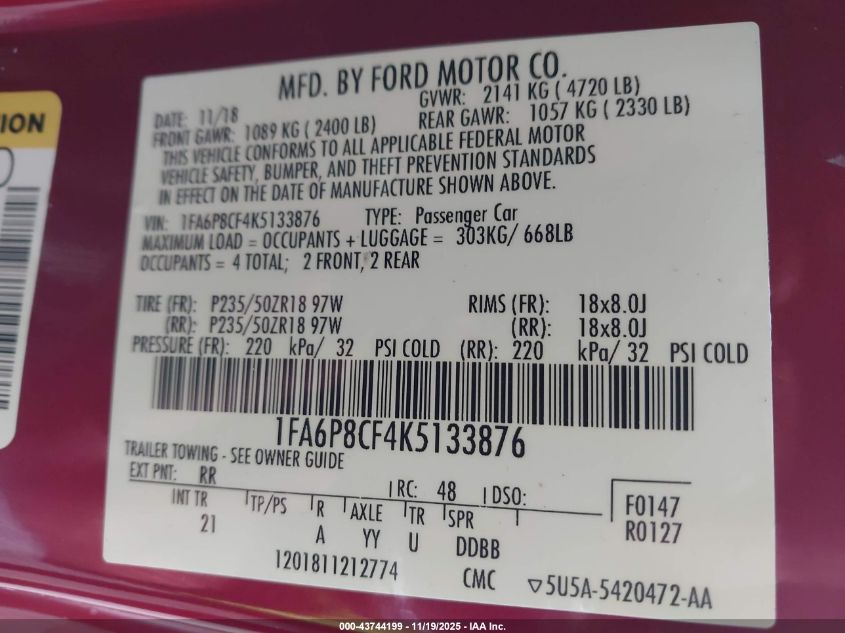 MFD. BY FORD MOTOR CO.
DATE: 11/18
GVWR: 2141 KG ( 4720 LB)
FRONT GAWR: 1089 KG ( 2400 LB)
REAR GAWR: 1057 KG ( 2330 LB)
THIS VEHICLE CONFORMS TO ALL APPLICABLE FEDERAL MOTOR
VEHICLE SAFETY, BUMPER, AND THEFT PREVENTION STANDARDS
IN EFFECT ON THE DATE OF MANUFACTURE SHOWN ABOVE.
VIN: 1FA6P8CF4K5133876 TYPE: Passenger Car
MAXIMUM LOAD = OCCUPANTS + LUGGAGE = 303KG/ 668LB
OCCUPANTS = 4 TOTAL; 2 FRONT, 2 REAR
TIRE (FR): P235/50ZR18 97W RIMS (FR): 18x8.0J
(RR): P235/50ZR18 97W (RR): 18x8.0J
PRESSURE (FR): 220 kPa/ 32 PSI COLD (RR): 220 kPa/ 32 PSI COLD
1FA6P8CF4K5133876
TRAILER TOWING - SEE OWNER GUIDE
EXT PNT: RR RC: 48 DSO:
INT TR TP/PS R AXLE TR SPR
F0147
21 A YY U DDBB
R0127
1201811212774 CMC 5U5A-5420472-AA
000-43744199 - 11/19/2025 - IAA Inc.